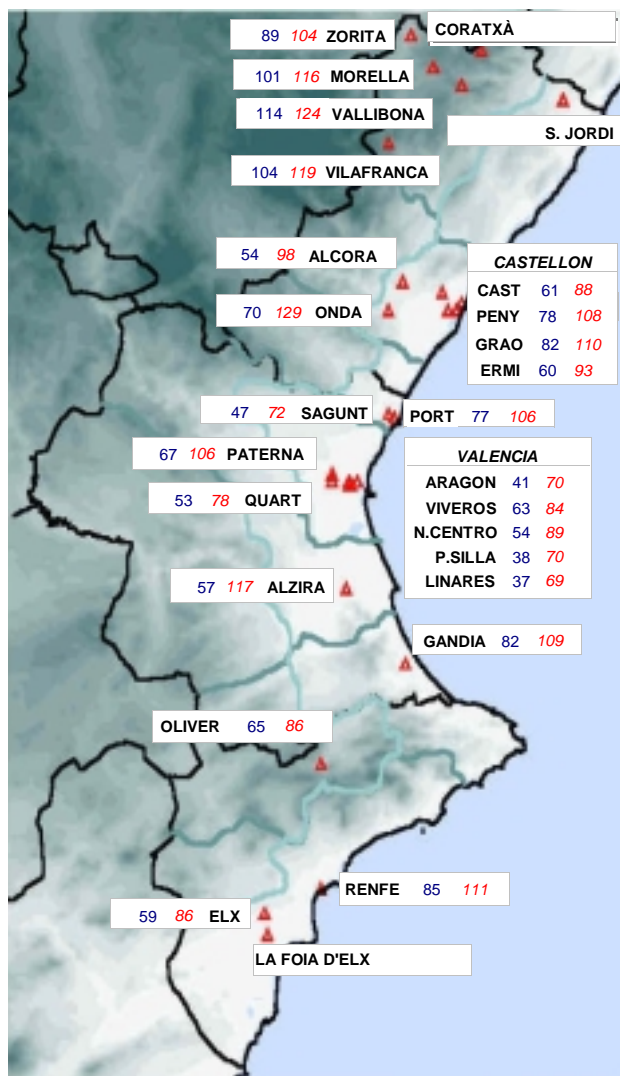 89 104 ZORITA
CORATXÀ
101 116 MORELLA
114 124 VALLIBONA
S. JORDI
104 119 VILAFRANCA
54 98 ALCORA
70 129 ONDA
CASTELLON
CAST 61 88
PENY 78 108
GRAO 82 110
ERMI 60 93
47 72 SAGUNT
PORT 77 106
67 106 PATERNA
53 78 QUART
VALENCIA
ARAGON 41 70
VIVEROS 63 84
N.CENTRO 54 89
P.SILLA 38 70
LINARES 37 69
57 117 ALZIRA
GANDIA 82 109
OLIVER 65 86
RENFE 85 111
59 86 ELX
LA FOIA D'ELX